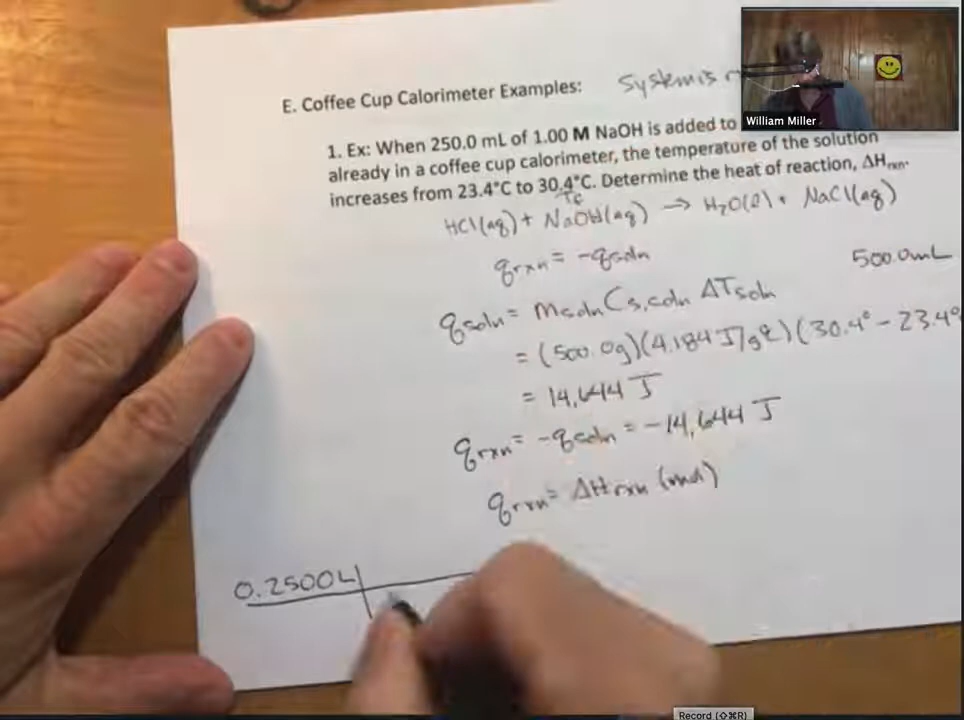 E. Coffee Cup Calorimeter Examples: System is
1. Ex: When 250.0 mL of 1.00 M NaOH is added to
already in a coffee cup calorimeter, the temperature of the solution
increases from 23.4°C to 30.4°C. Determine the heat of reaction, ΔHrxn.
HCl(aq) + NaOH(aq) → H2O(l) + NaCl(aq)
qrxn = -qsoln
500.0mL
qsoln = msoln Cs,soln ΔTsoln
= (500.0g)(4.184 J/g°C)(30.4° - 23.4°
= 14,644 J
qrxn = -qsoln = -14,644 J
qrxn = ΔHrxn (mol)
0.2500L
William Miller
Record (⇧⌘R)